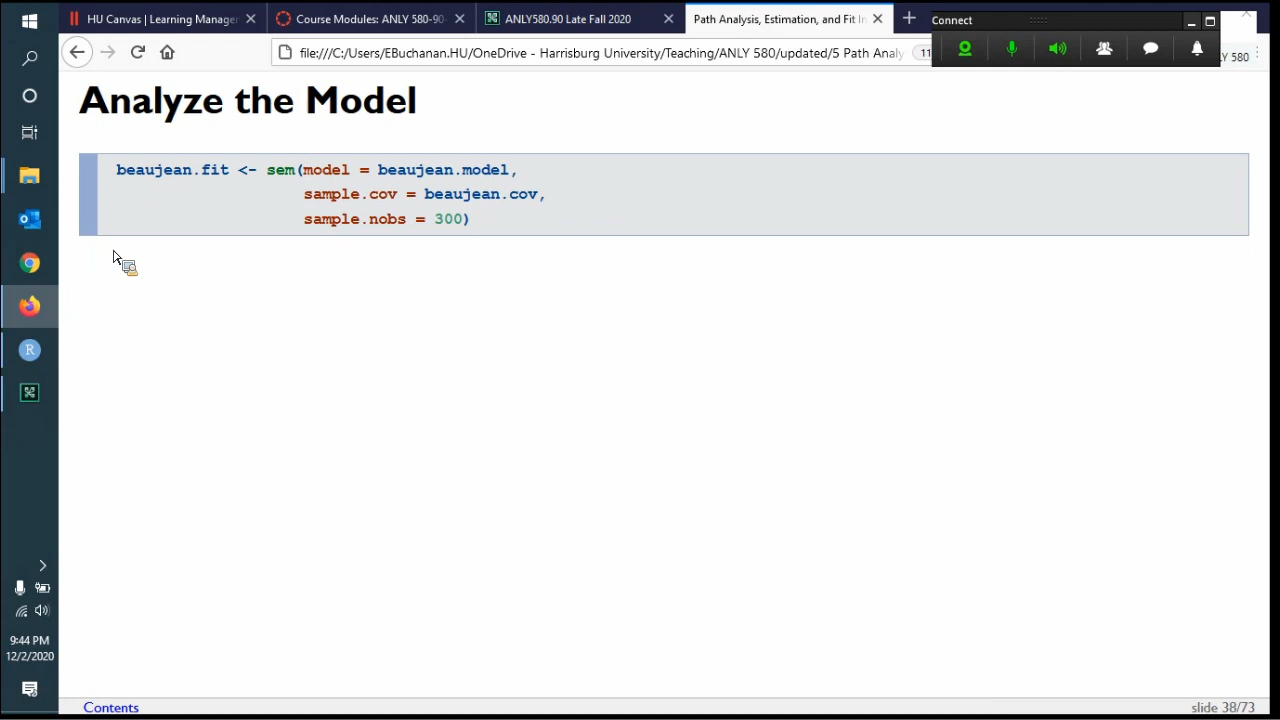 HU Canvas | Learning Manage
Course Modules: ANLY 580-90-
ANLY580.90 Late Fall 2020
Path Analysis, Estimation, and Fit In
Connect
file:///C:/Users/EBuchanan.HU/OneDrive - Harrisburg University/Teaching/ANLY 580/updated/5 Path Analy
Y 580
Analyze the Model
beaujean.fit <- sem(model = beaujean.model,
sample.cov = beaujean.cov,
sample.nobs = 300)
9:44 PM
12/2/2020
Contents
slide 38/73